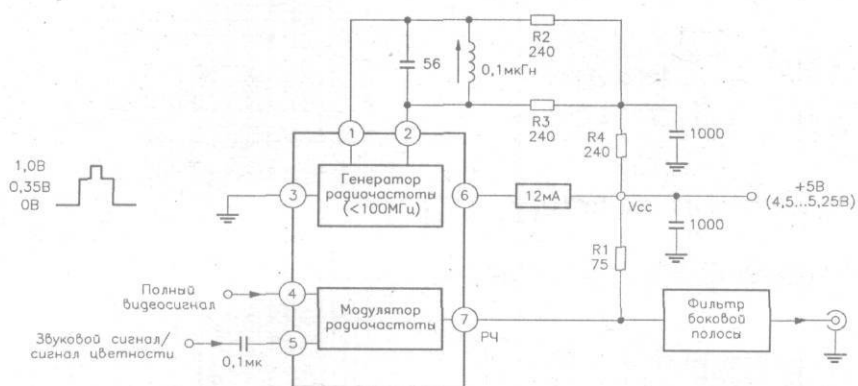 R2
240
56
0,1мкГн
R3
240
R4
240
1000
1
2
1,0В
0,35В
0В
3
Генератор
радиочастоты
(<100МГц)
6
12мА
Vcc
+5В
(4,5...5,25В)
1000
R1
75
Полный
видеосигнал
4
Модулятор
радиочастоты
7
РЧ
Фильтр
боковой
полосы
Звуковой сигнал/
сигнал цветности
0,1мк
5